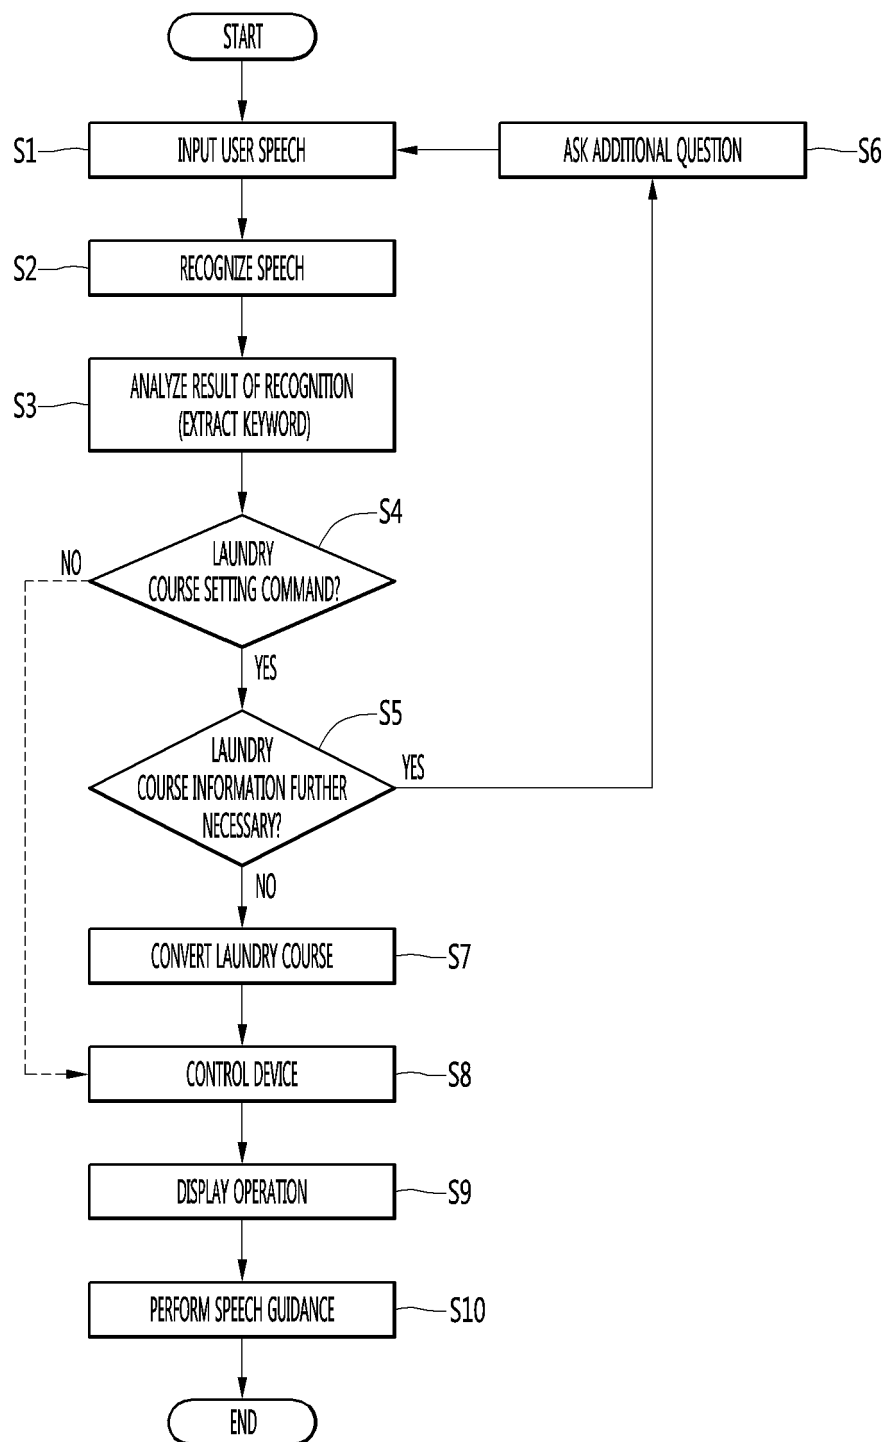 START
S1
INPUT USER SPEECH
ASK ADDITIONAL QUESTION
S6
S2
RECOGNIZE SPEECH
S3
ANALYZE RESULT OF RECOGNITION
(EXTRACT KEYWORD)
S4
NO
LAUNDRY
COURSE SETTING COMMAND?
YES
S5
LAUNDRY
COURSE INFORMATION FURTHER
NECESSARY?
YES
NO
CONVERT LAUNDRY COURSE
S7
CONTROL DEVICE
S8
DISPLAY OPERATION
S9
PERFORM SPEECH GUIDANCE
S10
END